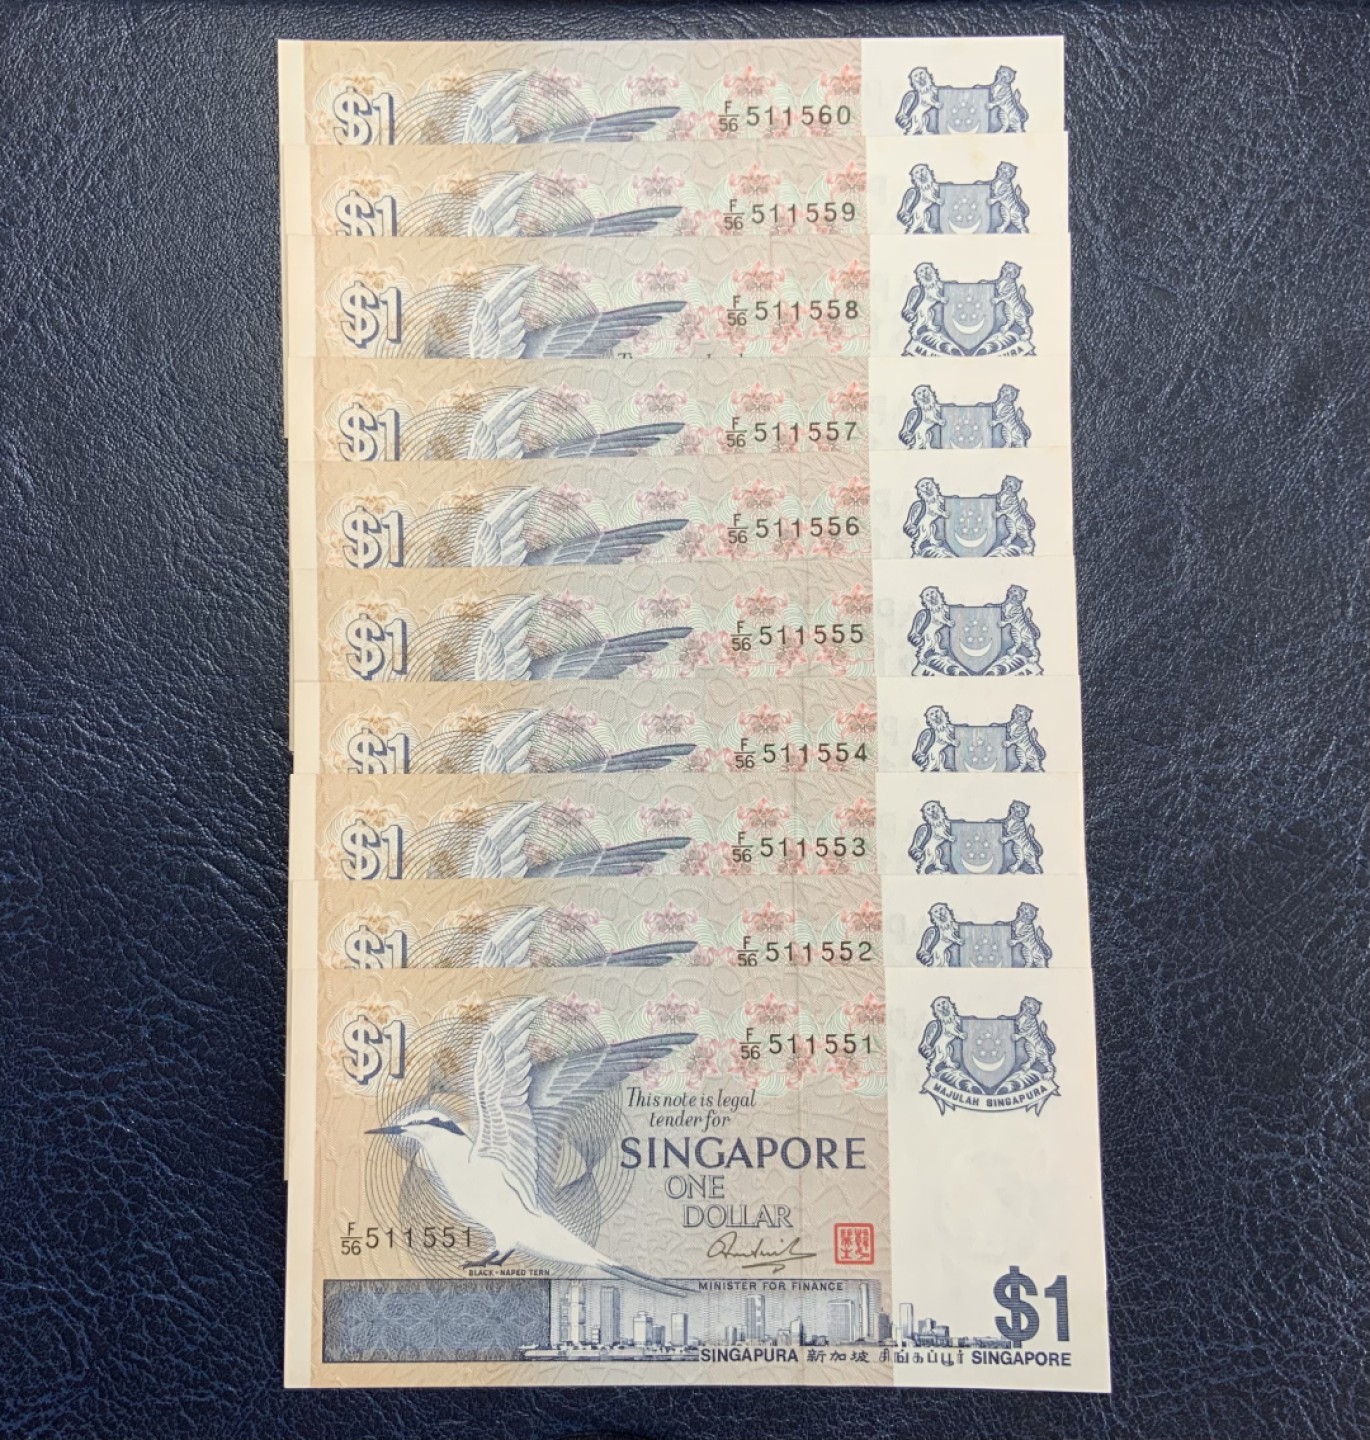 $1 F/56 511560
$1 F/56 511559
$1 F/56 511558
$1 F/56 511557
$1 F/56 511556
$1 F/56 511555
$1 F/56 511554
$1 F/56 511553
$1 F/56 511552
$1 F/56 511551
MAJULAH SINGAPURA
This note is legal
tender for
SINGAPORE
ONE
DOLLAR
F/56 511551
BLACK-NAPED TERN
MINISTER FOR FINANCE
$1
SINGAPURA 新加坡 சிங்கப்பூர் SINGAPORE